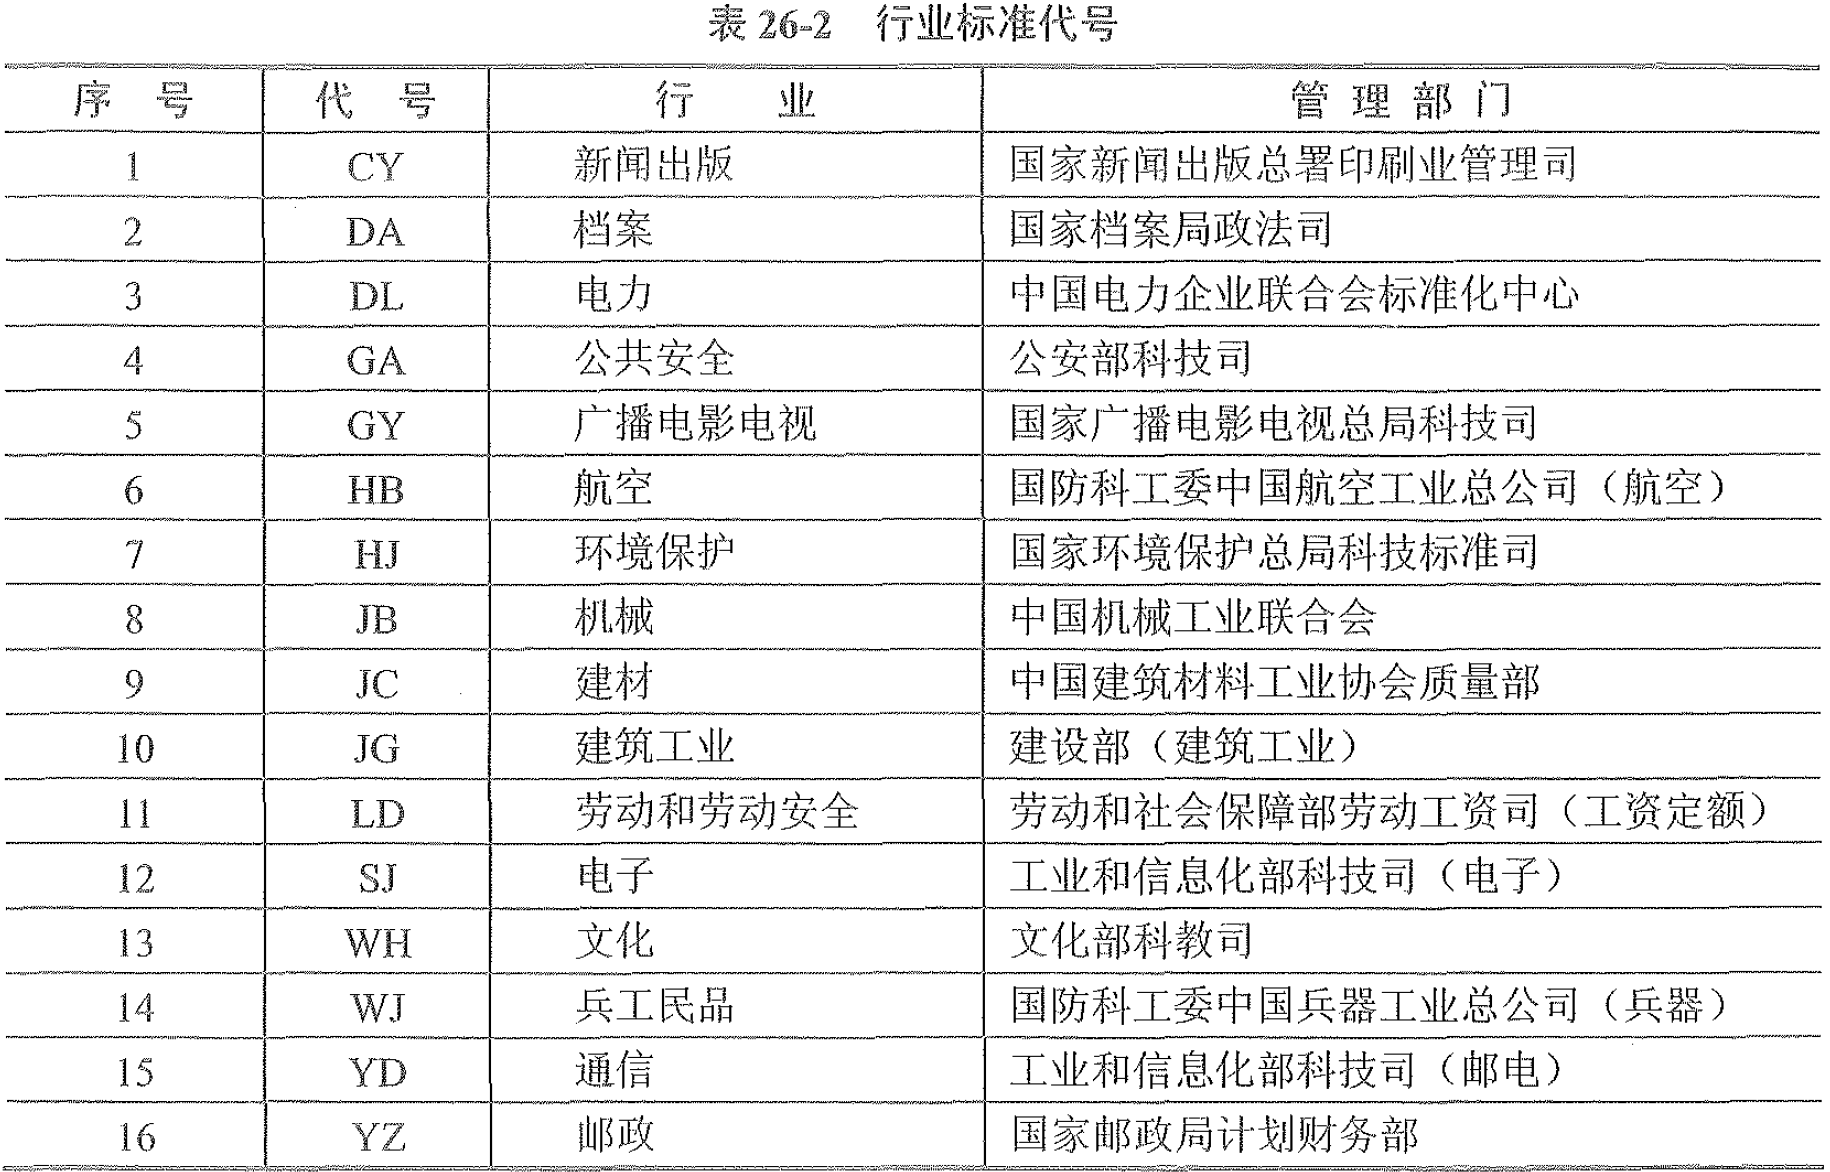 表 26-2 行业标准代号
序 号 代 号 行 业 管 理 部 门
1 CY 新闻出版 国家新闻出版总署印刷业管理司
2 DA 档案 国家档案局政法司
3 DL 电力 中国电力企业联合会标准化中心
4 GA 公共安全 公安部科技司
5 GY 广播电影电视 国家广播电影电视总局科技司
6 HB 航空 国防科工委中国航空工业总公司（航空）
7 HJ 环境保护 国家环境保护总局科技标准司
8 JB 机械 中国机械工业联合会
9 JC 建材 中国建筑材料工业协会质量部
10 JG 建筑工业 建设部（建筑工业）
11 LD 劳动和劳动安全 劳动和社会保障部劳动工资司（工资定额）
12 SJ 电子 工业和信息化部科技司（电子）
13 WH 文化 文化部科教司
14 WJ 兵工民品 国防科工委中国兵器工业总公司（兵器）
15 YD 通信 工业和信息化部科技司（邮电）
16 YZ 邮政 国家邮政局计划财务部